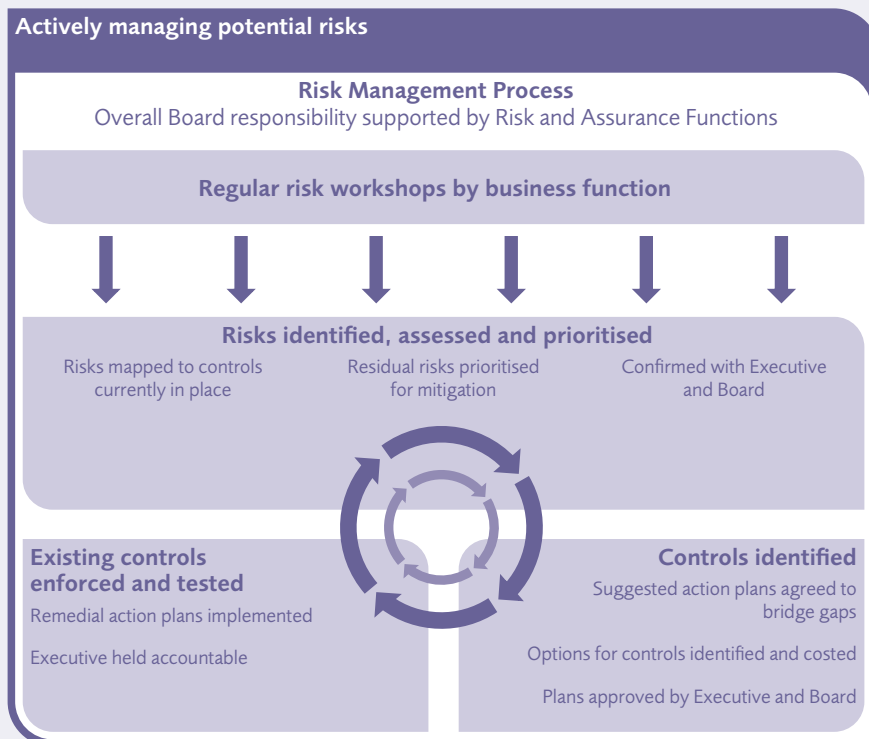 Actively managing potential risks
Risk Management Process
Overall Board responsibility supported by Risk and Assurance Functions
Regular risk workshops by business function
Risks identified, assessed and prioritised
Risks mapped to controls
currently in place
Residual risks prioritised
for mitigation
Confirmed with Executive
and Board
Existing controls
enforced and tested
Remedial action plans implemented
Executive held accountable
Controls identified
Suggested action plans agreed to
bridge gaps
Options for controls identified and costed
Plans approved by Executive and Board